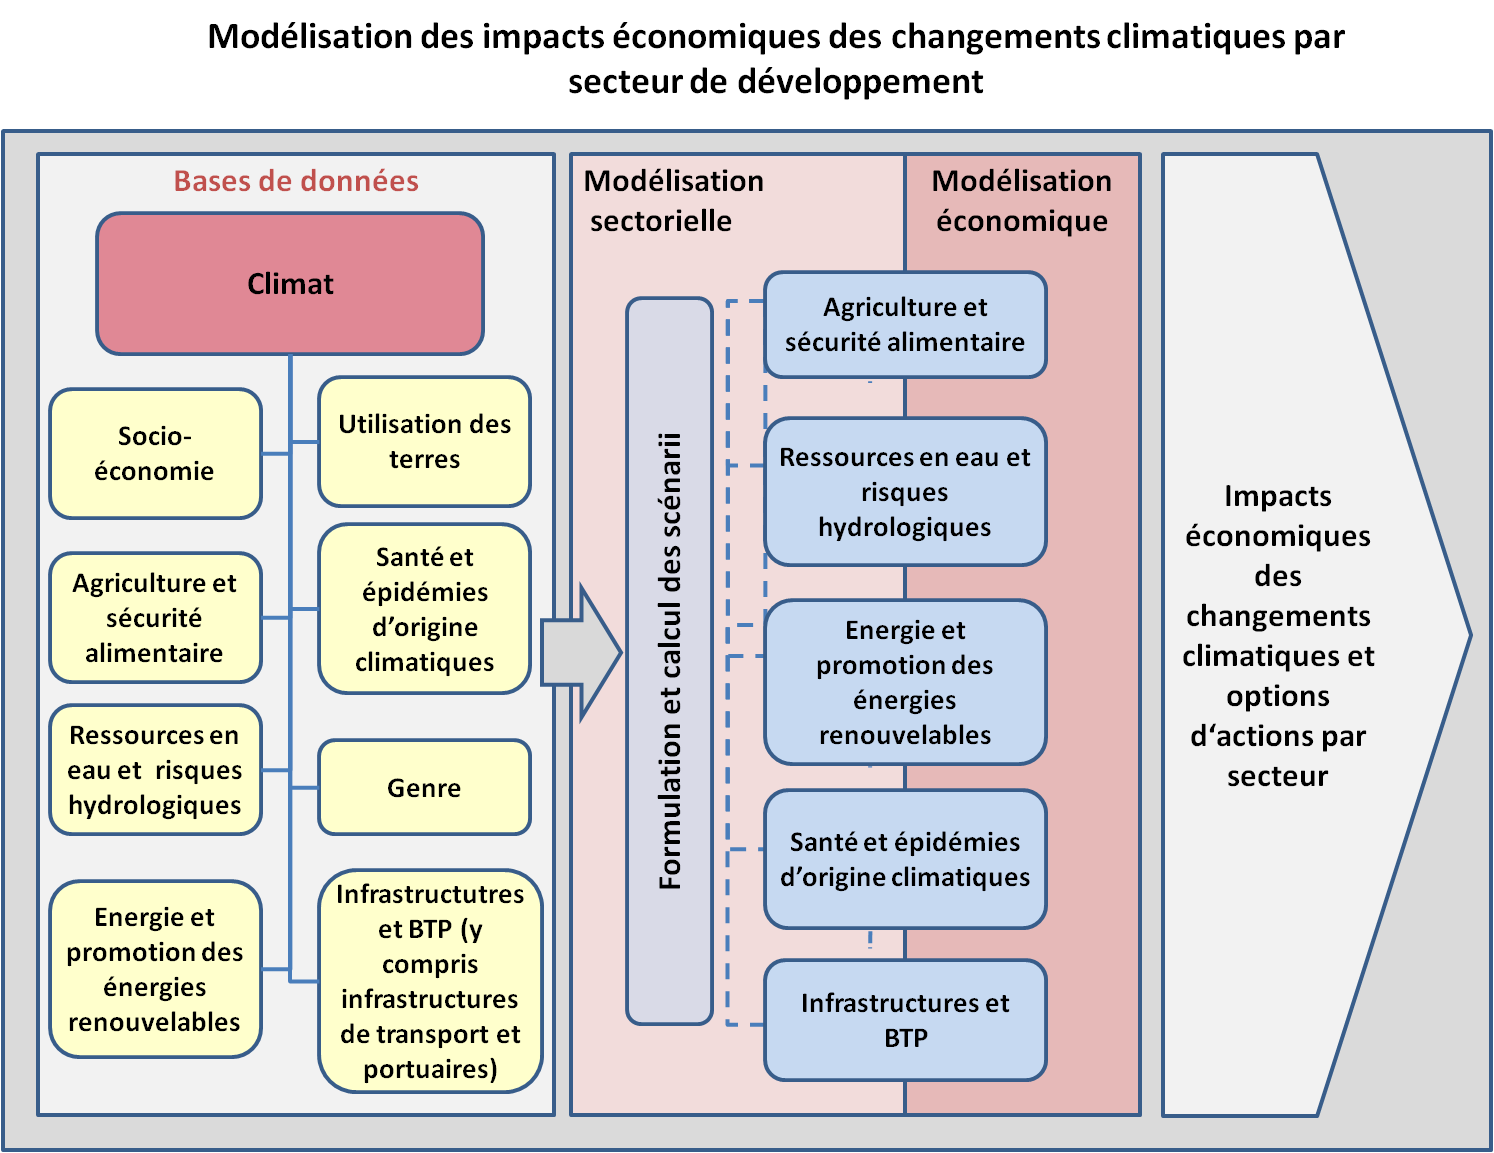 Modélisation des impacts économiques des changements climatiques par
secteur de développement
Bases de données
Climat
Socio-
économie
Utilisation des
terres
Agriculture et
sécurité
alimentaire
Santé et
épidémies
d’origine
climatiques
Ressources en
eau et risques
hydrologiques
Genre
Energie et
promotion des
énergies
renouvelables
Infrastructutres
et BTP (y
compris
infrastructures
de transport et
portuaires)
Modélisation
sectorielle
Modélisation
économique
Formulation et calcul des scénarii
Agriculture et
sécurité alimentaire
Ressources en eau et
risques
hydrologiques
Energie et
promotion des
énergies
renouvelables
Santé et épidémies
d’origine climatiques
Infrastructures et
BTP
Impacts
économiques
des
changements
climatiques et
options
d‘actions par
secteur